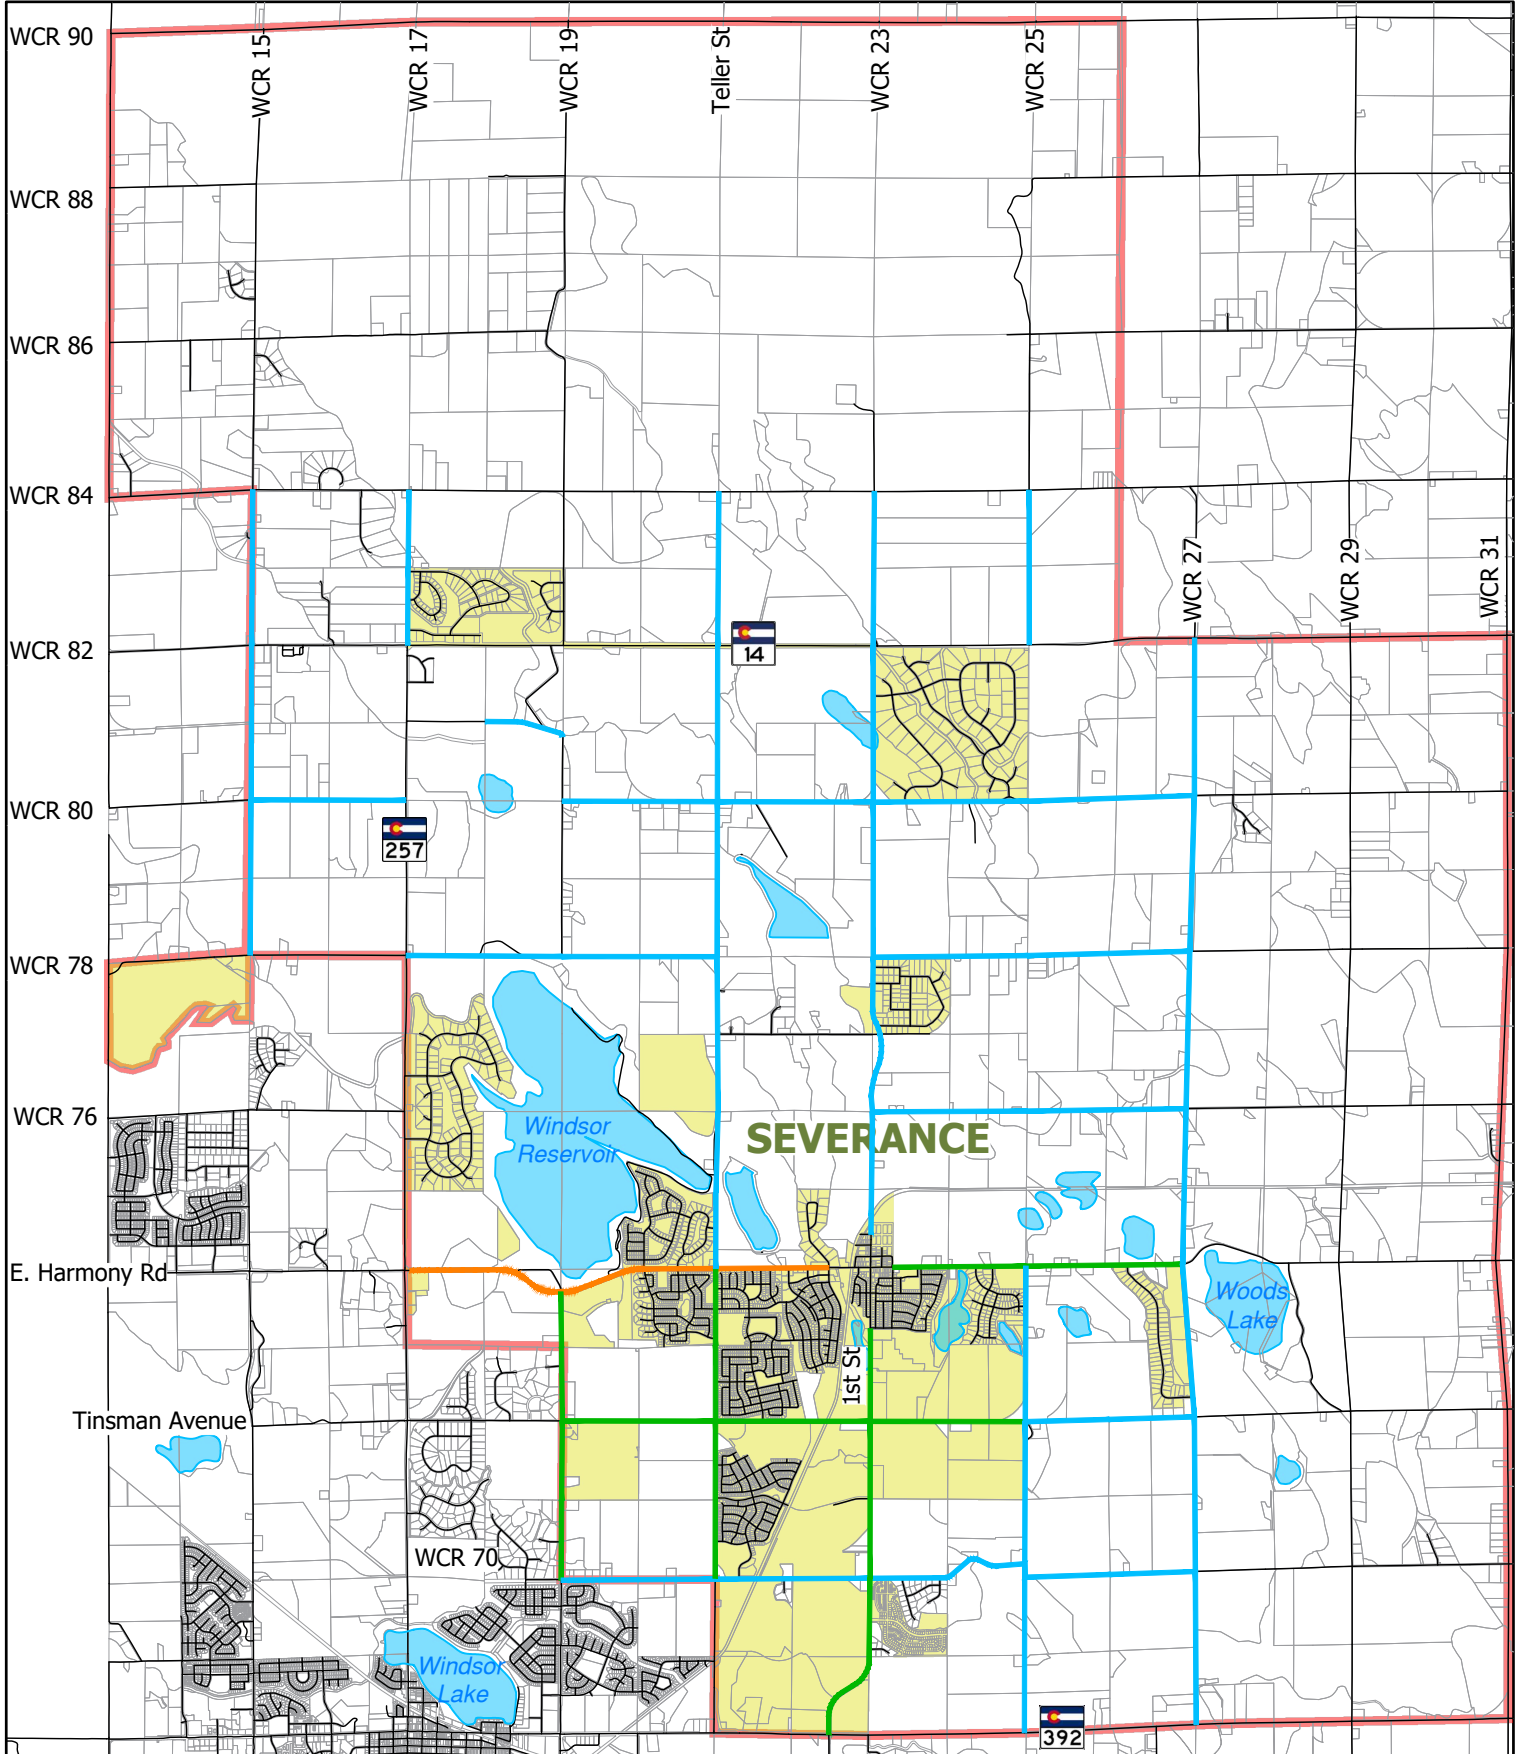 WCR 90
WCR 15
WCR 17
WCR 19
Teller St
WCR 23
WCR 25
WCR 88
WCR 86
WCR 84
WCR 27
WCR 29
WCR 31
WCR 82
14
WCR 80
257
WCR 78
WCR 76
Windsor
Reservoir
SEVERANCE
E. Harmony Rd
Woods
Lake
1st St
Tinsman Avenue
WCR 70
Windsor
Lake
392